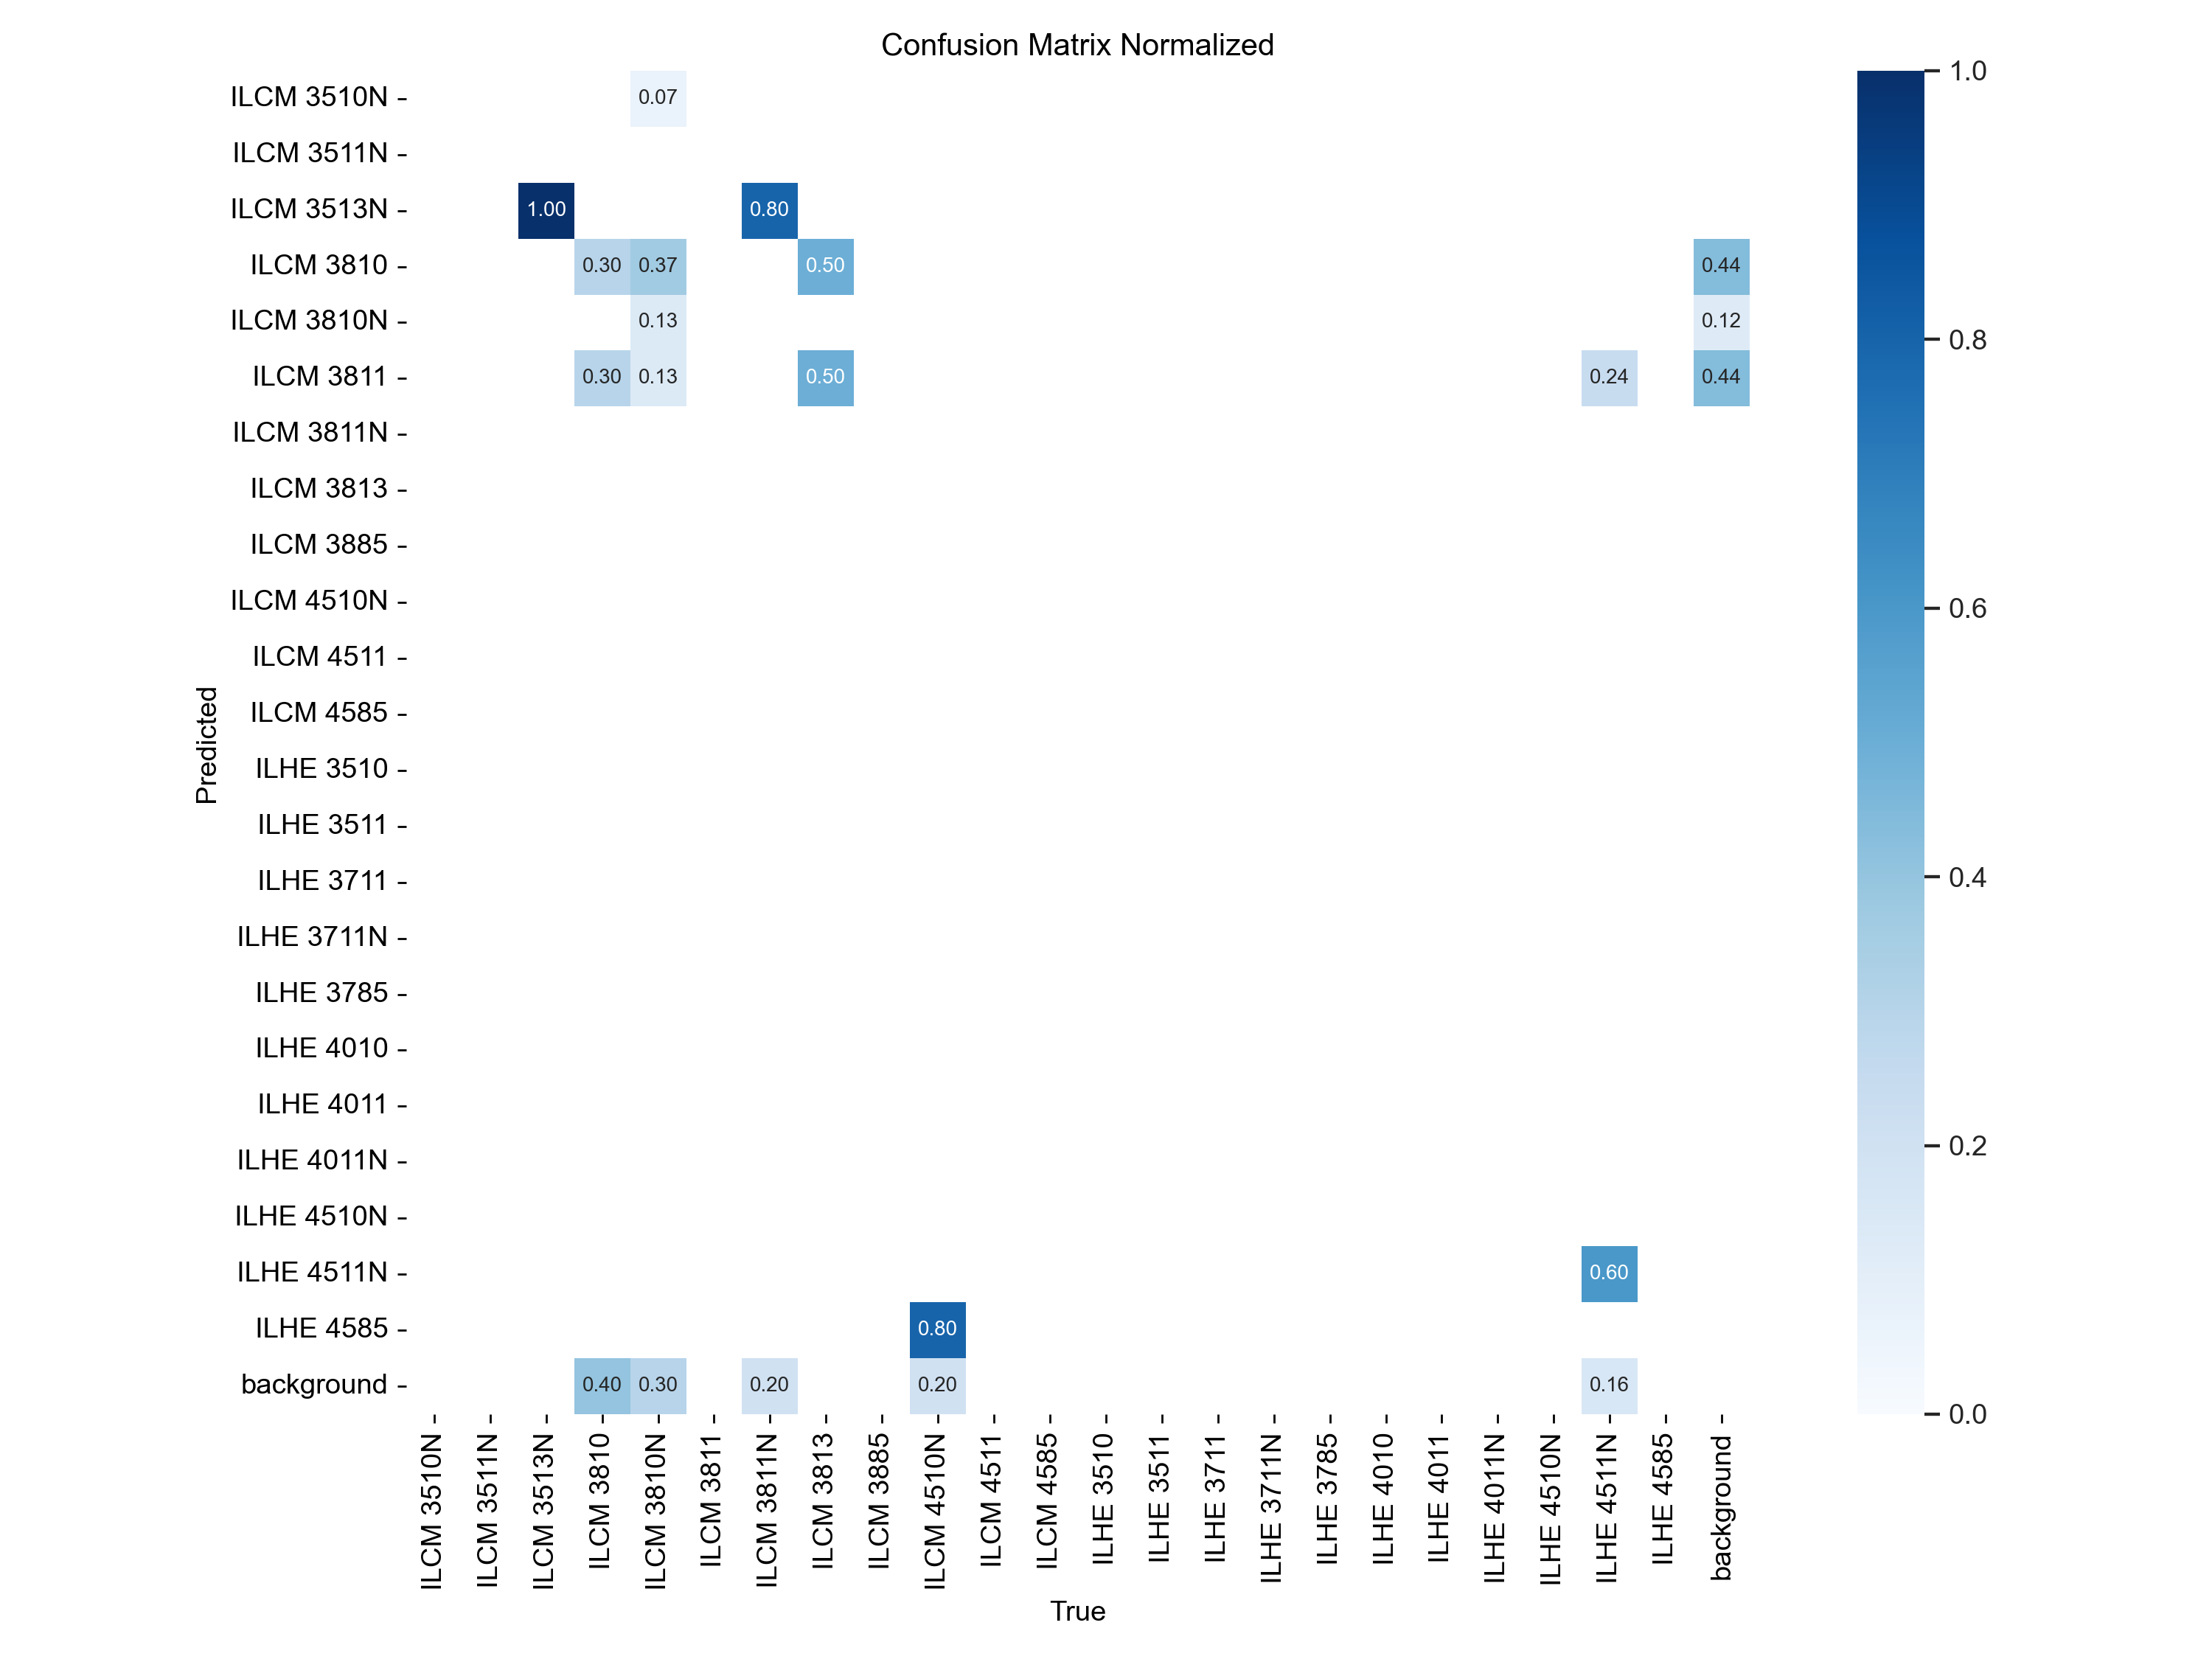 Confusion Matrix Normalized
ILCM 3510N
0.07
ILCM 3511N
ILCM 3513N
1.00
0.80
ILCM 3810
0.30
0.37
0.50
0.44
ILCM 3810N
0.13
0.12
ILCM 3811
0.30
0.13
0.50
0.24
0.44
ILCM 3811N
ILCM 3813
ILCM 3885
ILCM 4510N
ILCM 4511
ILCM 4585
ILHE 3510
ILHE 3511
ILHE 3711
ILHE 3711N
ILHE 3785
ILHE 4010
ILHE 4011
ILHE 4011N
ILHE 4510N
ILHE 4511N
0.60
ILHE 4585
0.80
background
0.40
0.30
0.20
0.20
0.16
Predicted
ILCM 3510N
ILCM 3511N
ILCM 3513N
ILCM 3810
ILCM 3810N
ILCM 3811
ILCM 3811N
ILCM 3813
ILCM 3885
ILCM 4510N
ILCM 4511
ILCM 4585
ILHE 3510
ILHE 3511
ILHE 3711
ILHE 3711N
ILHE 3785
ILHE 4010
ILHE 4011
ILHE 4011N
ILHE 4510N
ILHE 4511N
ILHE 4585
background
True
1.0
0.8
0.6
0.4
0.2
0.0